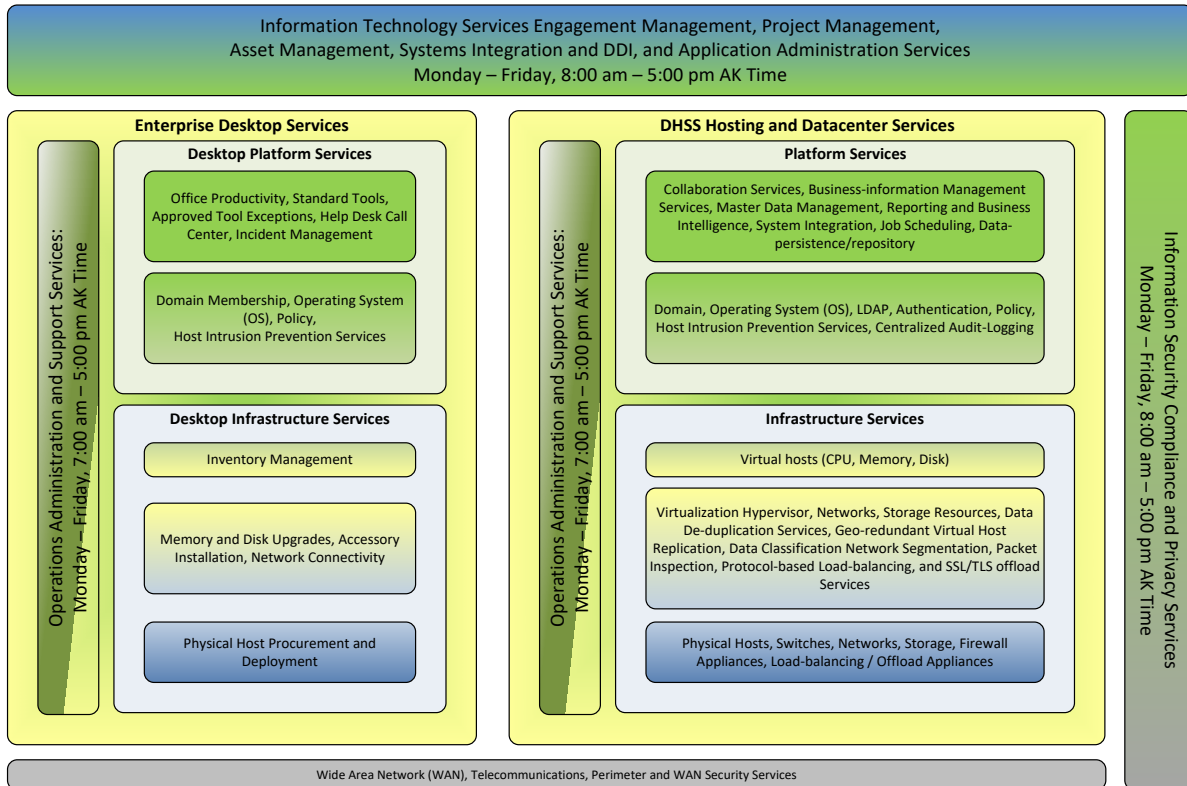 Information Technology Services Engagement Management, Project Management,
Asset Management, Systems Integration and DDI, and Application Administration Services
Monday – Friday, 8:00 am – 5:00 pm AK Time
Enterprise Desktop Services
Operations Administration and Support Services:
Monday – Friday, 7:00 am – 5:00 pm AK Time
Desktop Platform Services
Office Productivity, Standard Tools,
Approved Tool Exceptions, Help Desk Call
Center, Incident Management
Domain Membership, Operating System
(OS), Policy,
Host Intrusion Prevention Services
Desktop Infrastructure Services
Inventory Management
Memory and Disk Upgrades, Accessory
Installation, Network Connectivity
Physical Host Procurement and
Deployment
DHSS Hosting and Datacenter Services
Operations Administration and Support Services:
Monday – Friday, 7:00 am – 5:00 pm AK Time
Platform Services
Collaboration Services, Business-information Management
Services, Master Data Management, Reporting and Business
Intelligence, System Integration, Job Scheduling, Data-
persistence/repository
Domain, Operating System (OS), LDAP, Authentication, Policy,
Host Intrusion Prevention Services, Centralized Audit-Logging
Infrastructure Services
Virtual hosts (CPU, Memory, Disk)
Virtualization Hypervisor, Networks, Storage Resources, Data
De-duplication Services, Geo-redundant Virtual Host
Replication, Data Classification Network Segmentation, Packet
Inspection, Protocol-based Load-balancing, and SSL/TLS offload
Services
Physical Hosts, Switches, Networks, Storage, Firewall
Appliances, Load-balancing / Offload Appliances
Information Security Compliance and Privacy Services
Monday – Friday, 8:00 am – 5:00 pm AK Time
Wide Area Network (WAN), Telecommunications, Perimeter and WAN Security Services